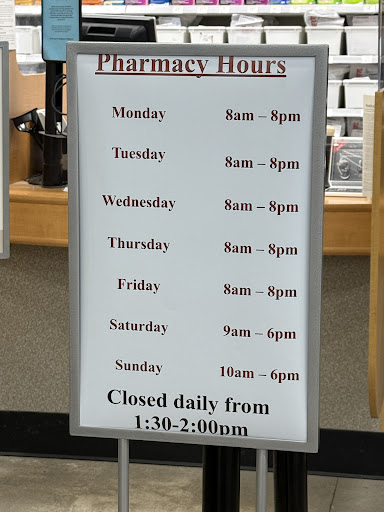 Pharmacy Hours
Monday 8am – 8pm
Tuesday 8am – 8pm
Wednesday 8am – 8pm
Thursday 8am – 8pm
Friday 8am – 8pm
Saturday 9am – 6pm
Sunday 10am – 6pm
Closed daily from
1:30-2:00pm